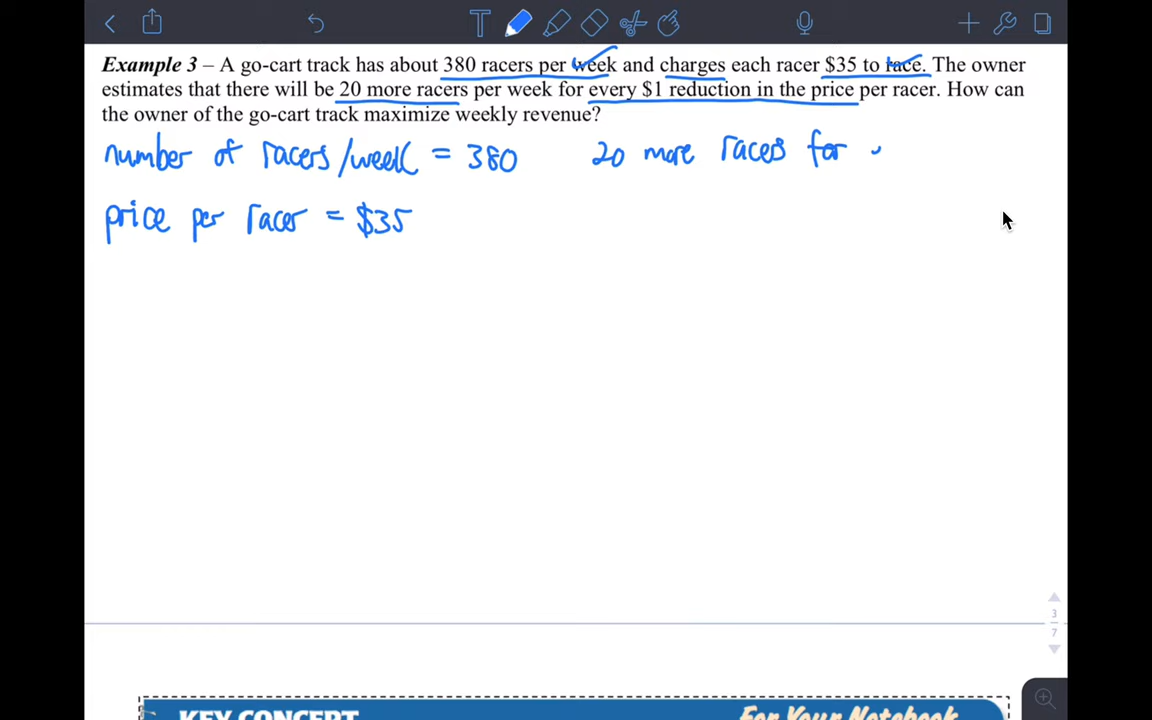 Example 3 – A go-cart track has about 380 racers per week and charges each racer $35 to race. The owner
estimates that there will be 20 more racers per week for every $1 reduction in the price per racer. How can
the owner of the go-cart track maximize weekly revenue?
number of racers/week = 380 20 more racers for
price per racer = $35
3
7
KEY CONCEPT For Your Notebook